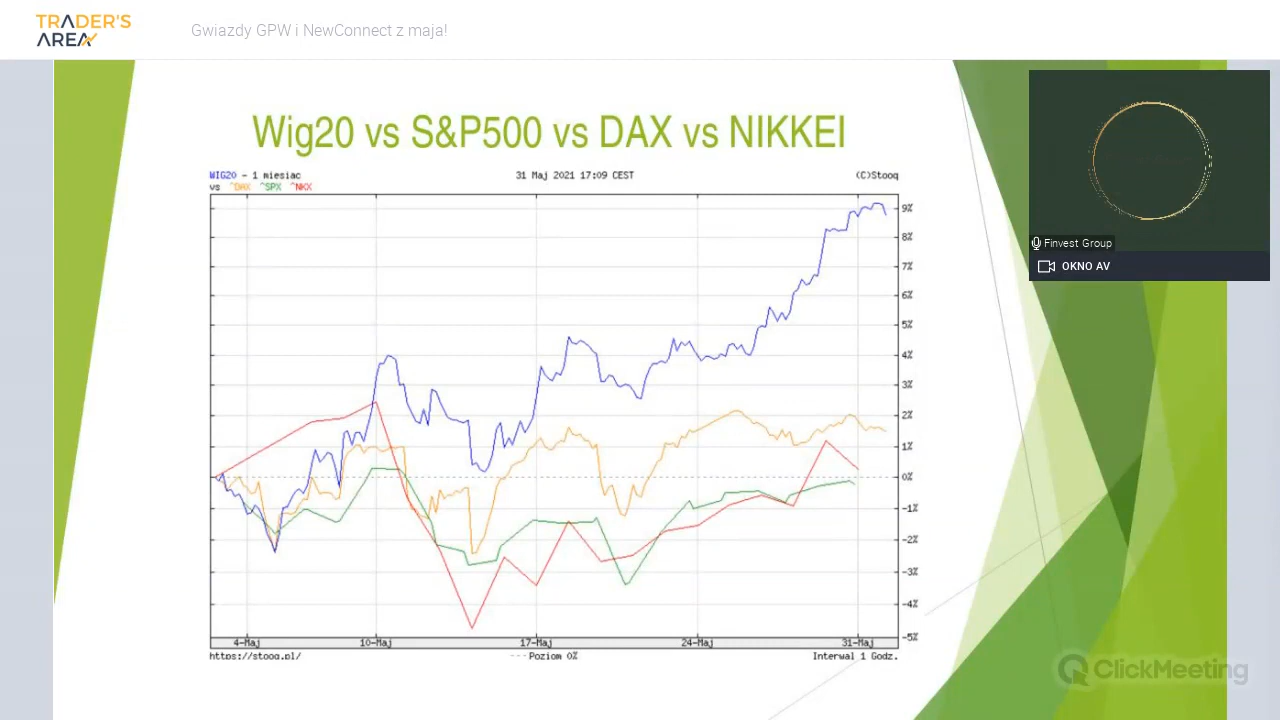 TRADER'S
AREA
Gwiazdy GPW i NewConnect z maja!
Wig20 vs S&P500 vs DAX vs NIKKEI
WIG20 - 1 miesiac
31 Maj 2021 17:09 CEST
(C)Stooq
vs ^DAX ^SPX ^NKX
9%
8%
7%
6%
5%
4%
3%
2%
1%
0%
-1%
-2%
-3%
-4%
-5%
4-Maj
10-Maj
17-Maj
24-Maj
31-Maj
https://stooq.pl/
--- Poziom 0%
Interwal 1 Godz.
Finvest Group
OKNO AV
ClickMeeting